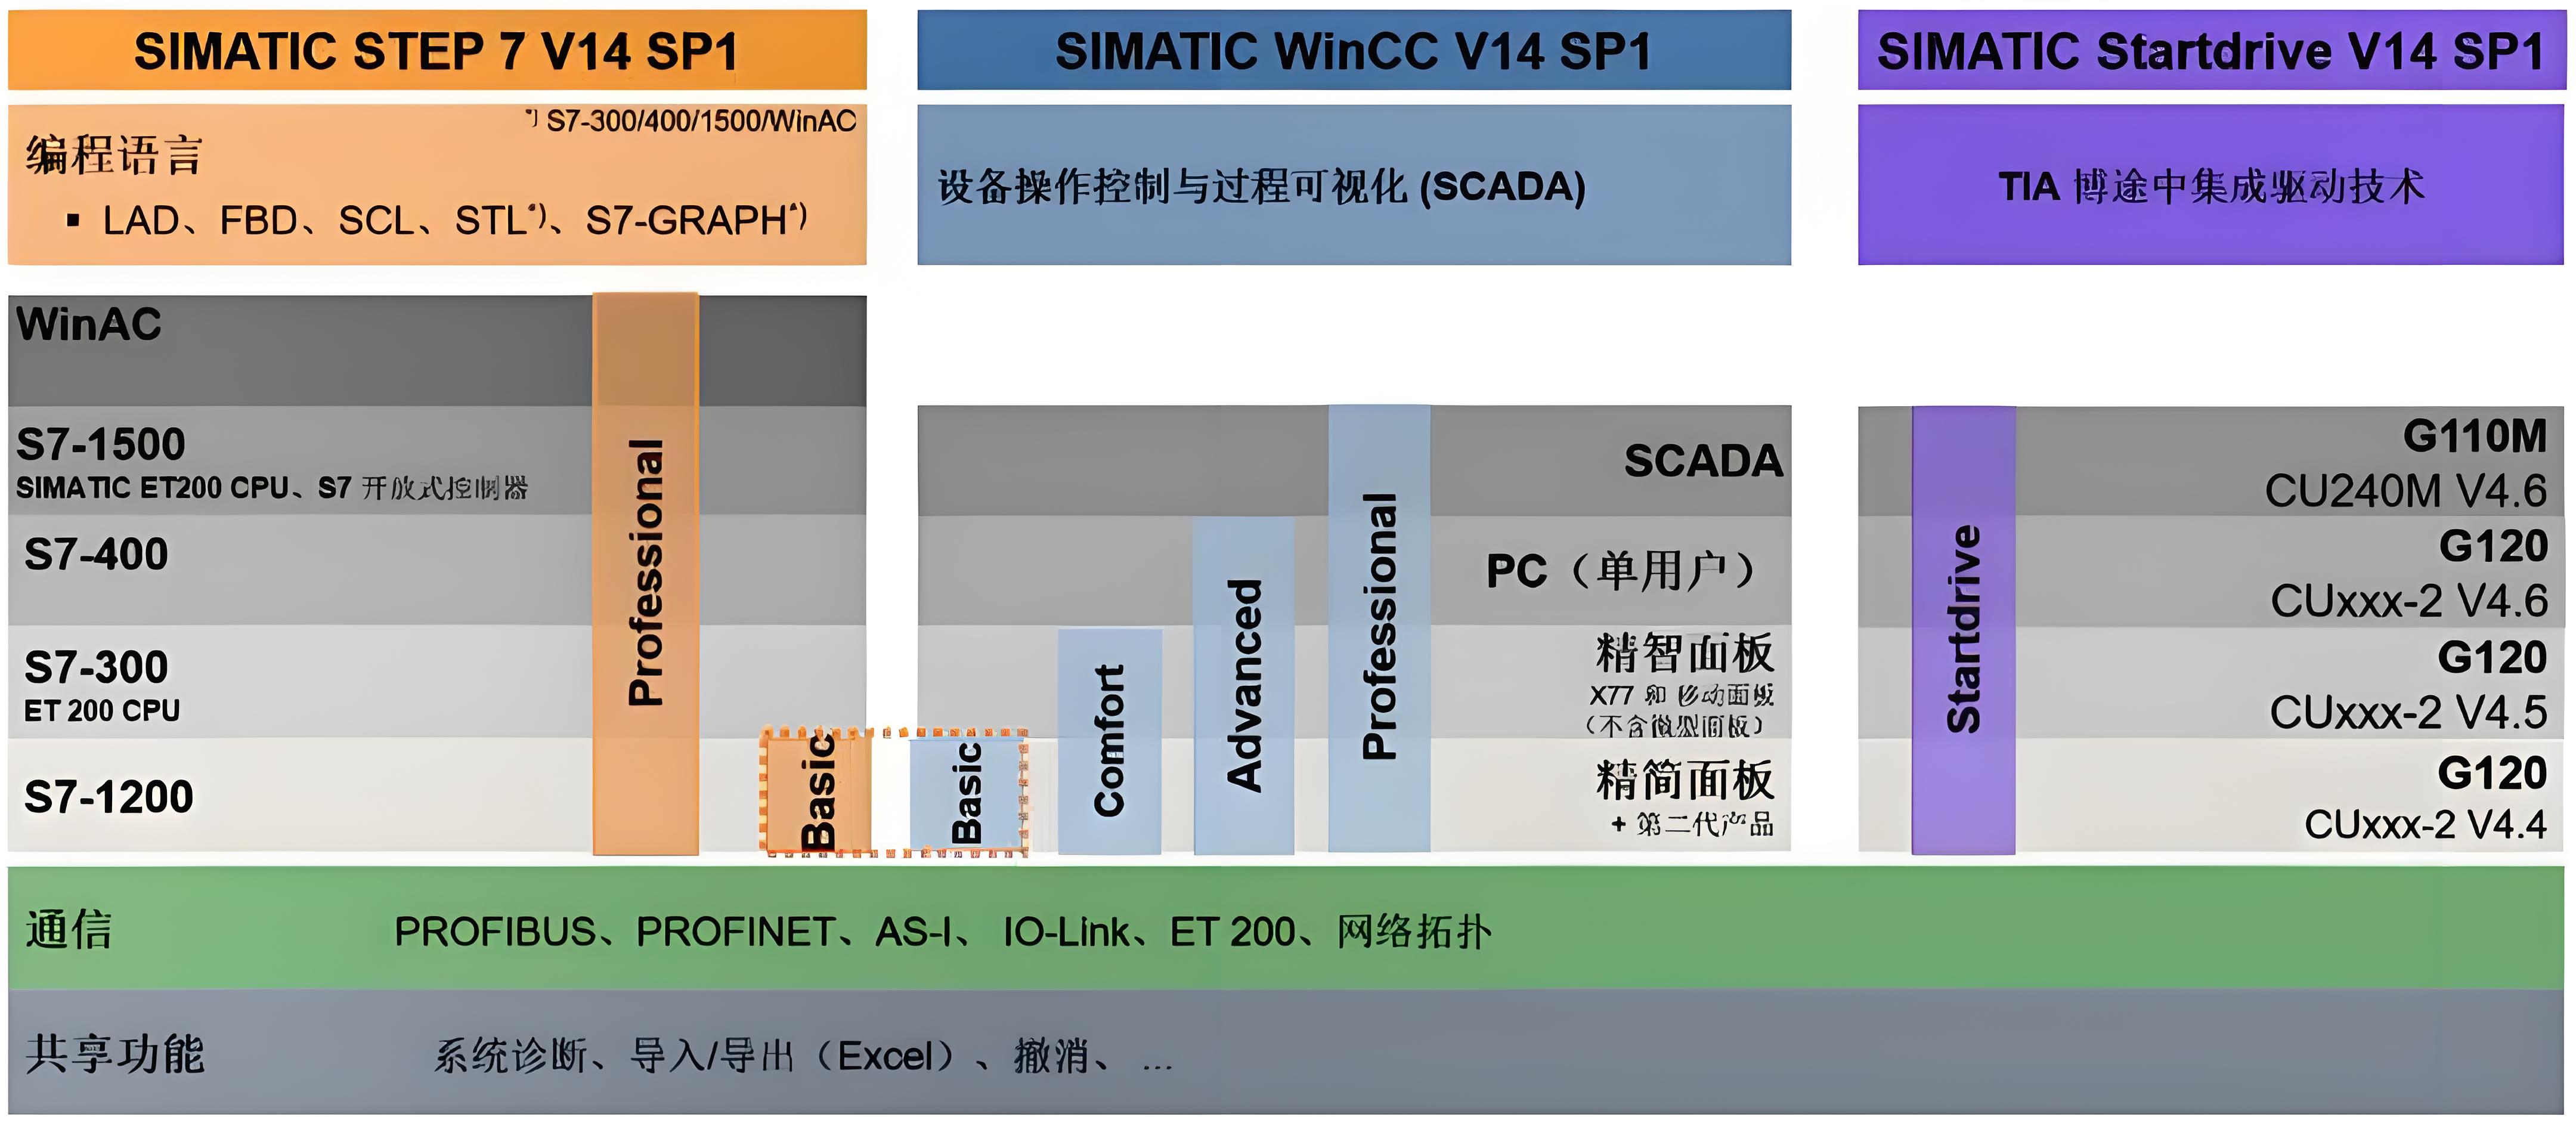 SIMATIC STEP 7 V14 SP1
*) S7-300/400/1500/WinAC
编程语言
▪ LAD、FBD、SCL、STL*)、S7-GRAPH*)
WinAC
S7-1500
SIMATIC ET200 CPU、S7 开放式控制器
S7-400
S7-300
ET 200 CPU
S7-1200
Professional
Basic
SIMATIC WinCC V14 SP1
设备操作控制与过程可视化 (SCADA)
Basic
Comfort
Advanced
Professional
SCADA
PC（单用户）
精智面板
X77 和 移动面板
（不含微型面板）
精简面板
+ 第二代产品
SIMATIC Startdrive V14 SP1
TIA 博途中集成驱动技术
Startdrive
G110M
CU240M V4.6
G120
CUxxx-2 V4.6
G120
CUxxx-2 V4.5
G120
CUxxx-2 V4.4
通信 PROFIBUS、PROFINET、AS-I、 IO-Link、ET 200、网络拓扑
共享功能 系统诊断、导入/导出（Excel）、撤消、 ...